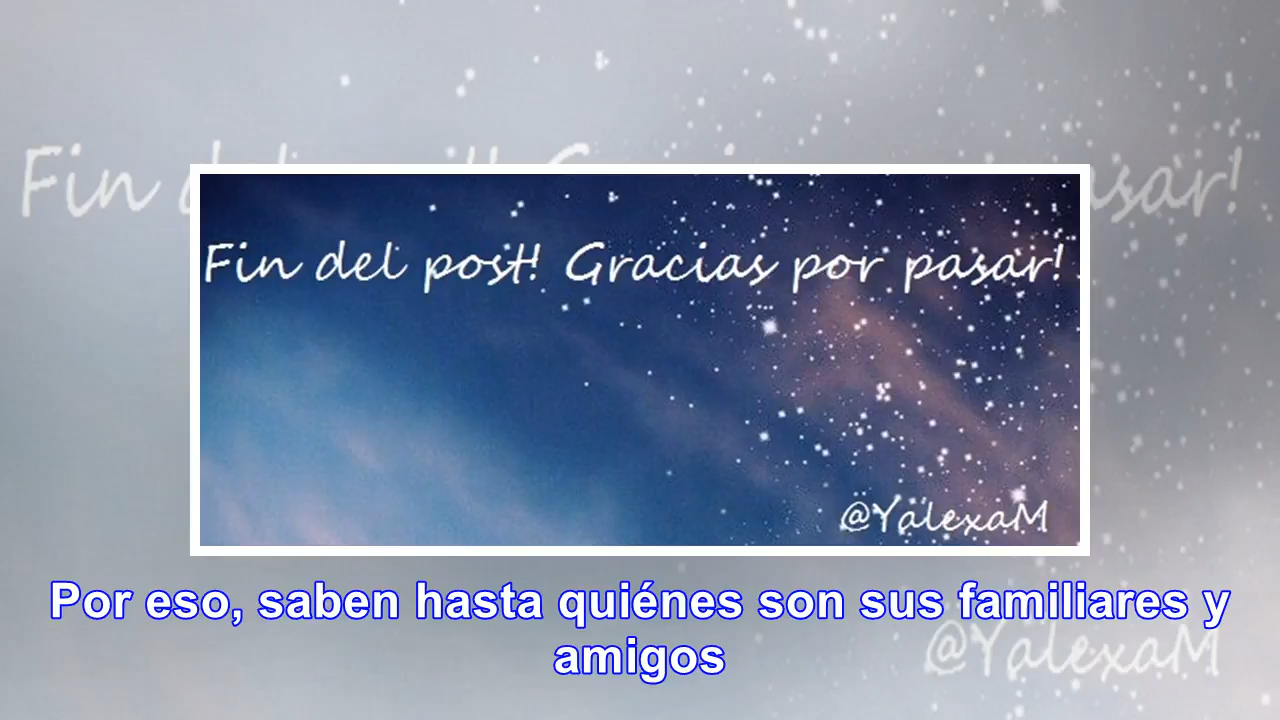 Fin del post! Gracias por pasar!
@YalexaM
Por eso, saben hasta quiénes son sus familiares y
amigos